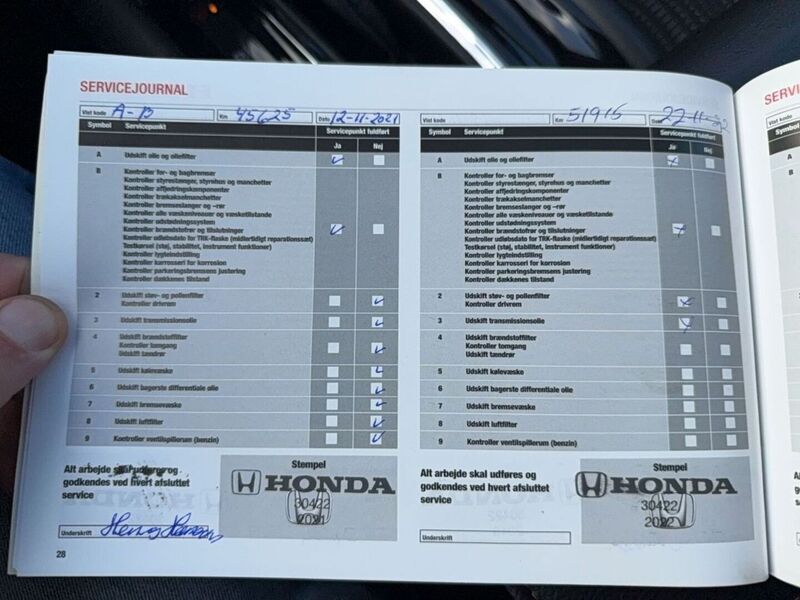 SERVICEJOURNAL
Vist kode A-B Km 45625 Dato 12-11-2021
Symbol Servicepunkt Servicepunkt fuldført
Ja Nej
A Udskift olie og oliefilter
B Kontroller for- og bagbremser
Kontroller styrestænger, styrehus og manchetter
Kontroller affjedringskomponenter
Kontroller trækakselmanchetter
Kontroller bremseslanger og –rør
Kontroller alle væskeniveauer og væsketilstande
Kontroller udstødningssystem
Kontroller brændstofrør og tilslutninger
Kontroller udløbsdato for TRK-flaske (midlertidigt reparationssæt)
Testkørsel (støj, stabilitet, instrument funktioner)
Kontroller lygteindstilling
Kontroller karrosseri for korrosion
Kontroller parkeringsbremsens justering
Kontroller dækkenes tilstand
2 Udskift støv- og pollenfilter
Kontroller drivrem
3 Udskift transmissionsolie
4 Udskift brændstoffilter
Kontroller tomgang
Udskift tændrør
5 Udskift kølevæske
6 Udskift bagerste differentiale olie
7 Udskift bremsevæske
8 Udskift luftfilter
9 Kontroller ventilspillerum (benzin)
Alt arbejde skal udføres og
godkendes ved hvert afsluttet
service
Stempel
HONDA
30422
2021
Underskrift
28
Vist kode Km 51915
Symbol Servicepunkt Servicepunkt fuldført
Ja Nej
A Udskift olie og oliefilter
B Kontroller for- og bagbremser
Kontroller styrestænger, styrehus og manchetter
Kontroller affjedringskomponenter
Kontroller trækakselmanchetter
Kontroller bremseslanger og –rør
Kontroller alle væskeniveauer og væsketilstande
Kontroller udstødningssystem
Kontroller brændstofrør og tilslutninger
Kontroller udløbsdato for TRK-flaske (midlertidigt reparationssæt)
Testkørsel (støj, stabilitet, instrument funktioner)
Kontroller lygteindstilling
Kontroller karrosseri for korrosion
Kontroller parkeringsbremsens justering
Kontroller dækkenes tilstand
2 Udskift støv- og pollenfilter
Kontroller drivrem
3 Udskift transmissionsolie
4 Udskift brændstoffilter
Kontroller tomgang
Udskift tændrør
5 Udskift kølevæske
6 Udskift bagerste differentiale olie
7 Udskift bremsevæske
8 Udskift luftfilter
9 Kontroller ventilspillerum (benzin)
Alt arbejde skal udføres og
godkendes ved hvert afsluttet
service
Stempel
HONDA
30422
2022
Underskrift